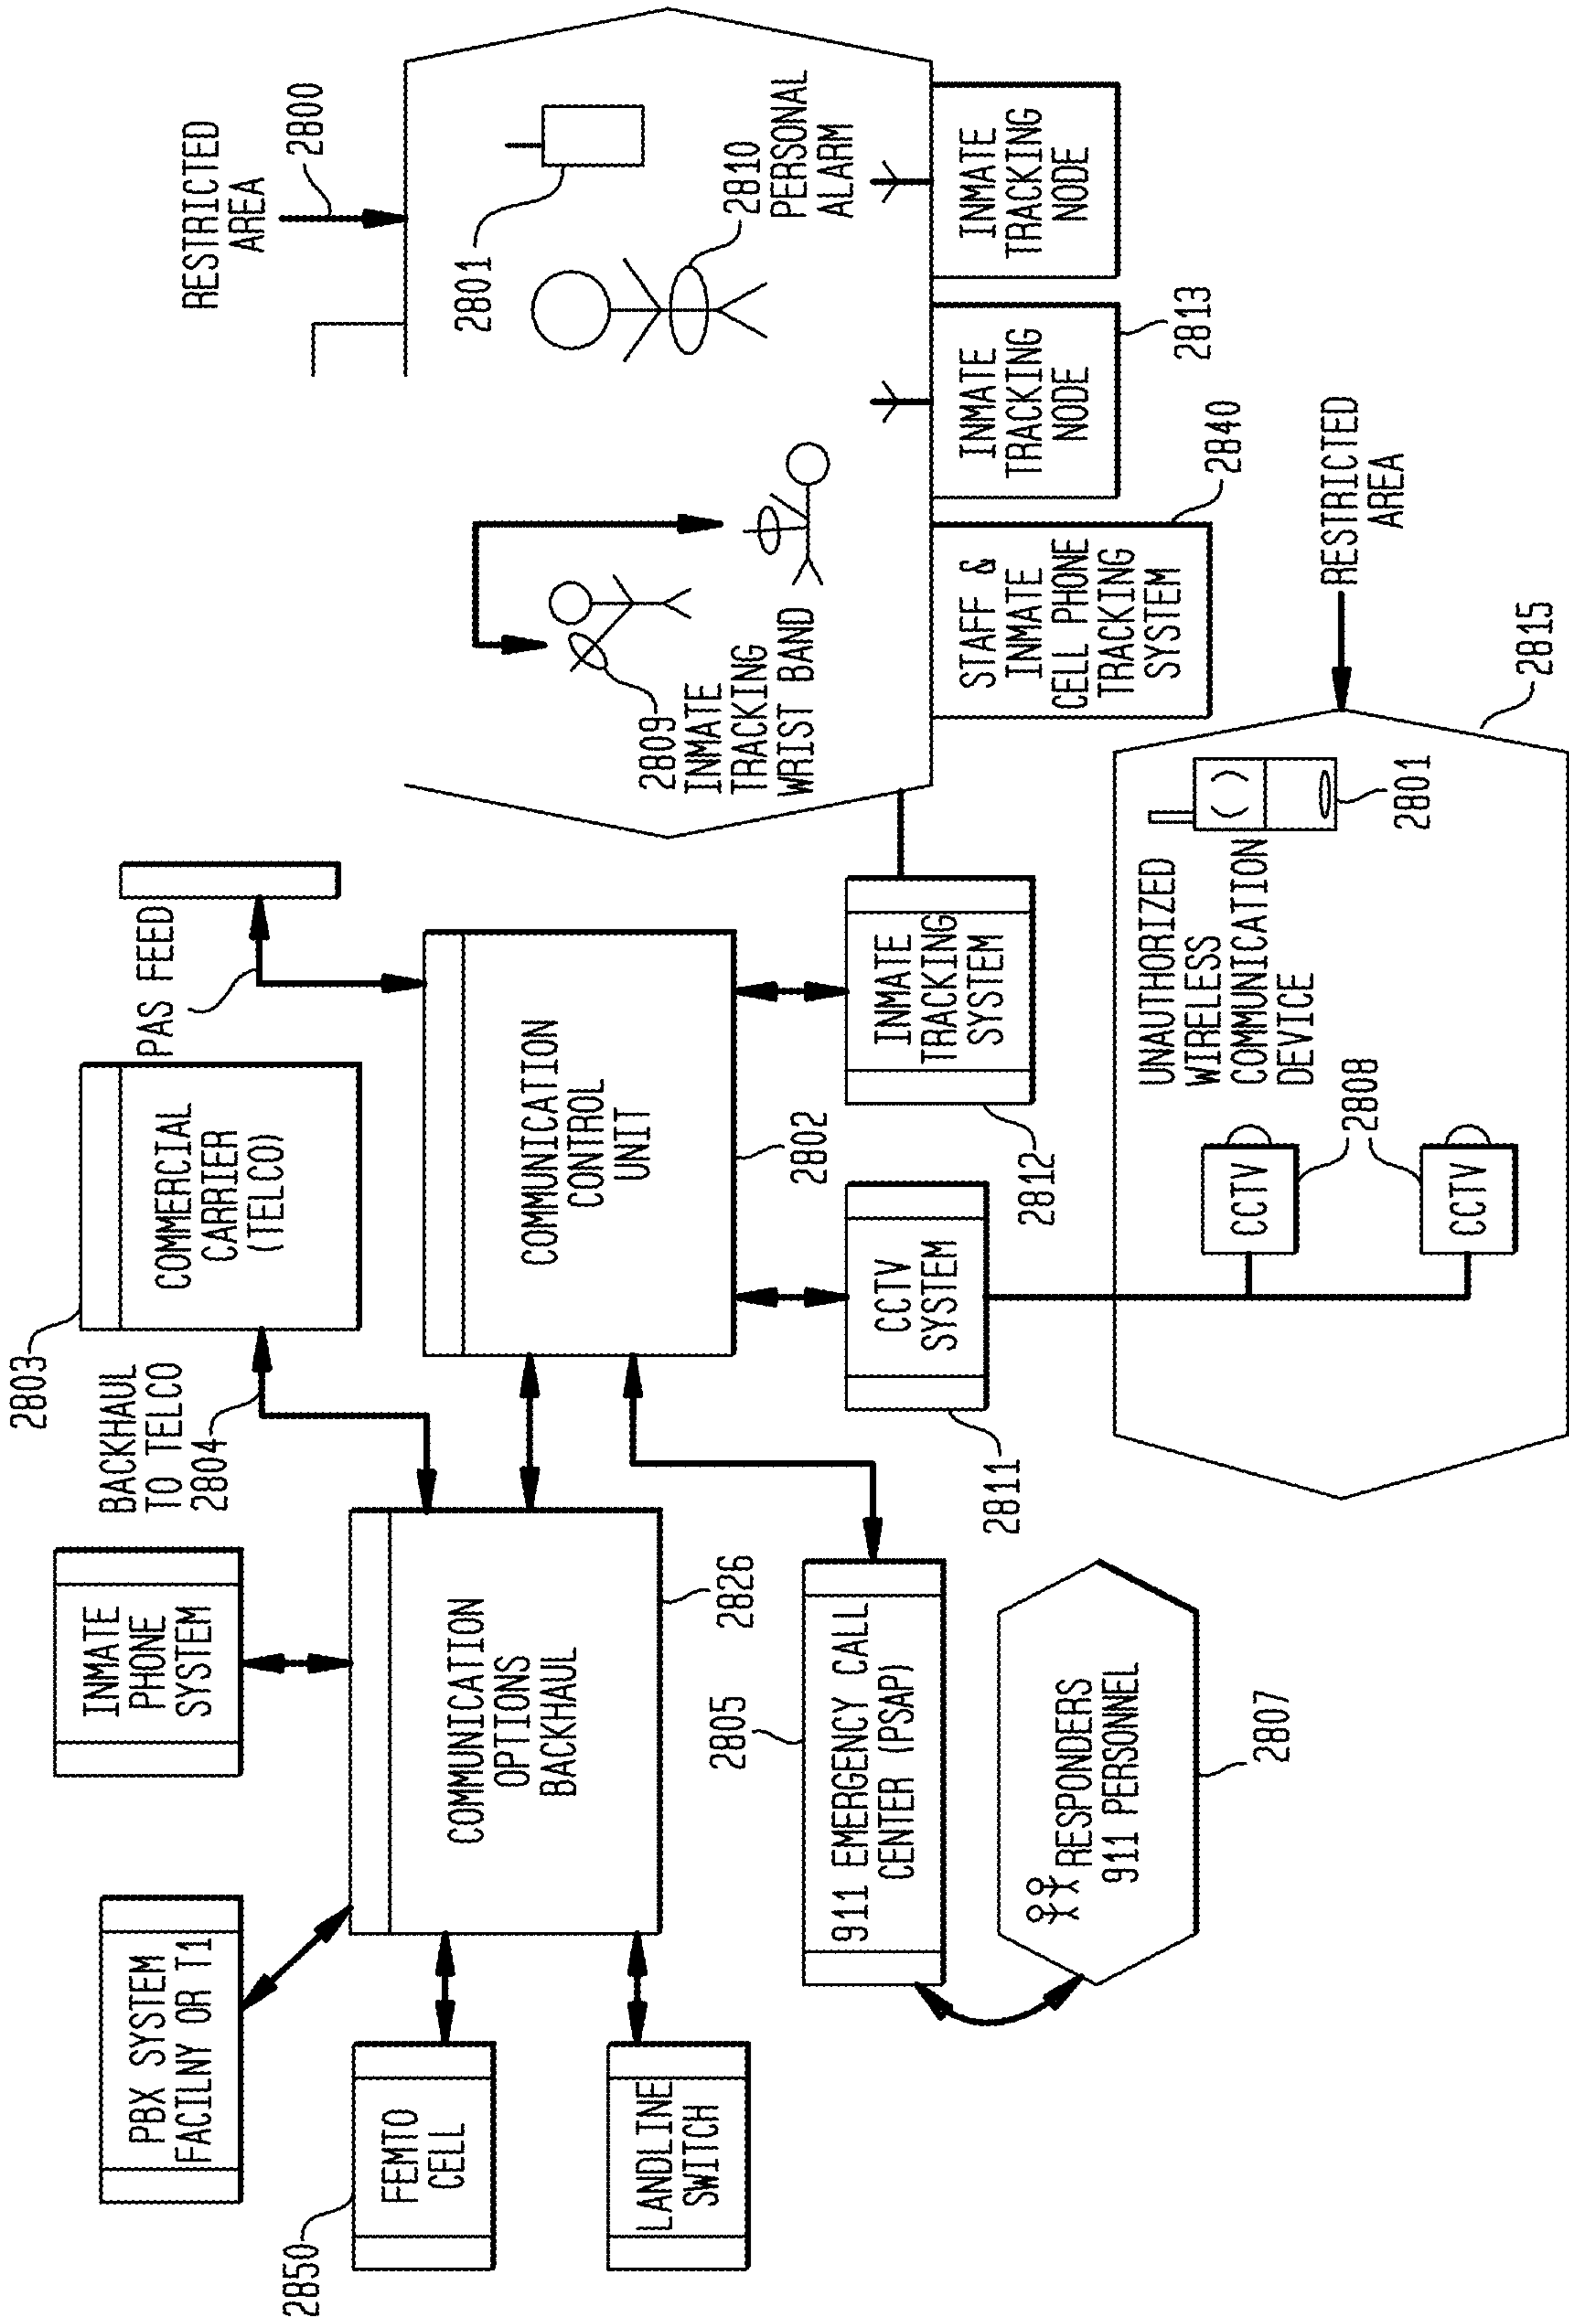 2803
BACKHAUL
TO TELCO
2804
COMMERCIAL
CARRIER
(TELCO)
PAS FEED
RESTRICTED
AREA
2800
PBX SYSTEM
FACILNY OR T1
INMATE
PHONE
SYSTEM
2850
FEMTO
CELL
LANDLINE
SWITCH
COMMUNICATION
OPTIONS
BACKHAUL
2826
COMMUNICATION
CONTROL
UNIT
2802
2801
2810
PERSONAL
ALARM
2809
INMATE
TRACKING
WRIST BAND
2805
911 EMERGENCY CALL
CENTER (PSAP)
CCTV
SYSTEM
2811
INMATE
TRACKING
SYSTEM
2812
STAFF &
INMATE
CELL PHONE
TRACKING
SYSTEM
2840
INMATE
TRACKING
NODE
2813
INMATE
TRACKING
NODE
RESPONDERS
911 PERSONNEL
2807
UNAUTHORIZED
WIRELESS
COMMUNICATION
DEVICE
2801
CCTV
2808
CCTV
2815
RESTRICTED
AREA